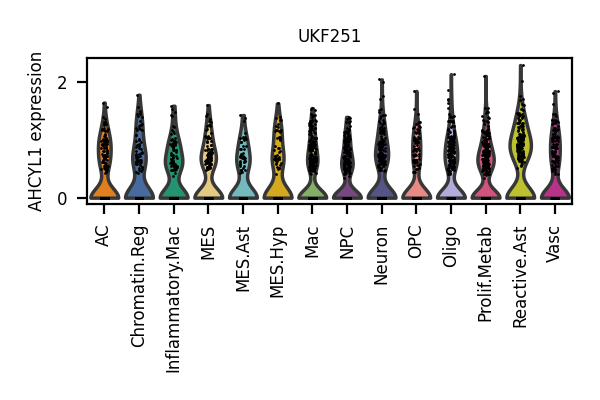 UKF251
AHCYL1 expression
2
0
AC
Chromatin.Reg
Inflammatory.Mac
MES
MES.Ast
MES.Hyp
Mac
NPC
Neuron
OPC
Oligo
Prolif.Metab
Reactive.Ast
Vasc